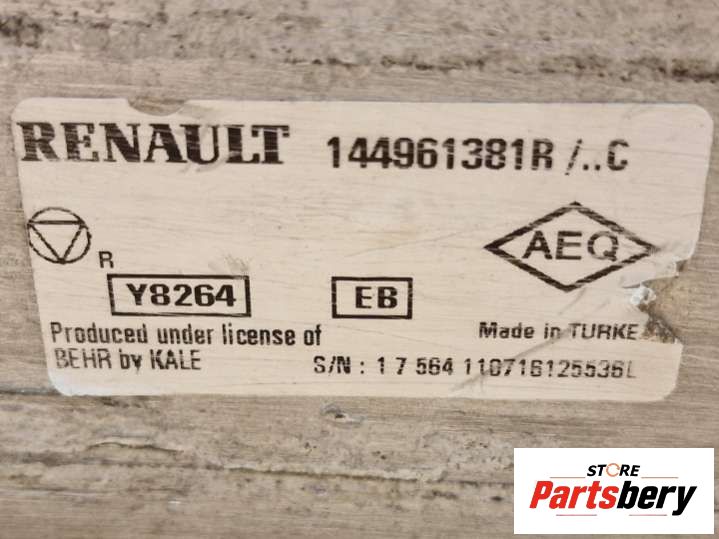 RENAULT 144961381R /..C
R
AEQ
Y8264 EB
Produced under license of Made in TURKE
BEHR by KALE S/N : 1 7 564 110716125536L
STORE
Partsbery